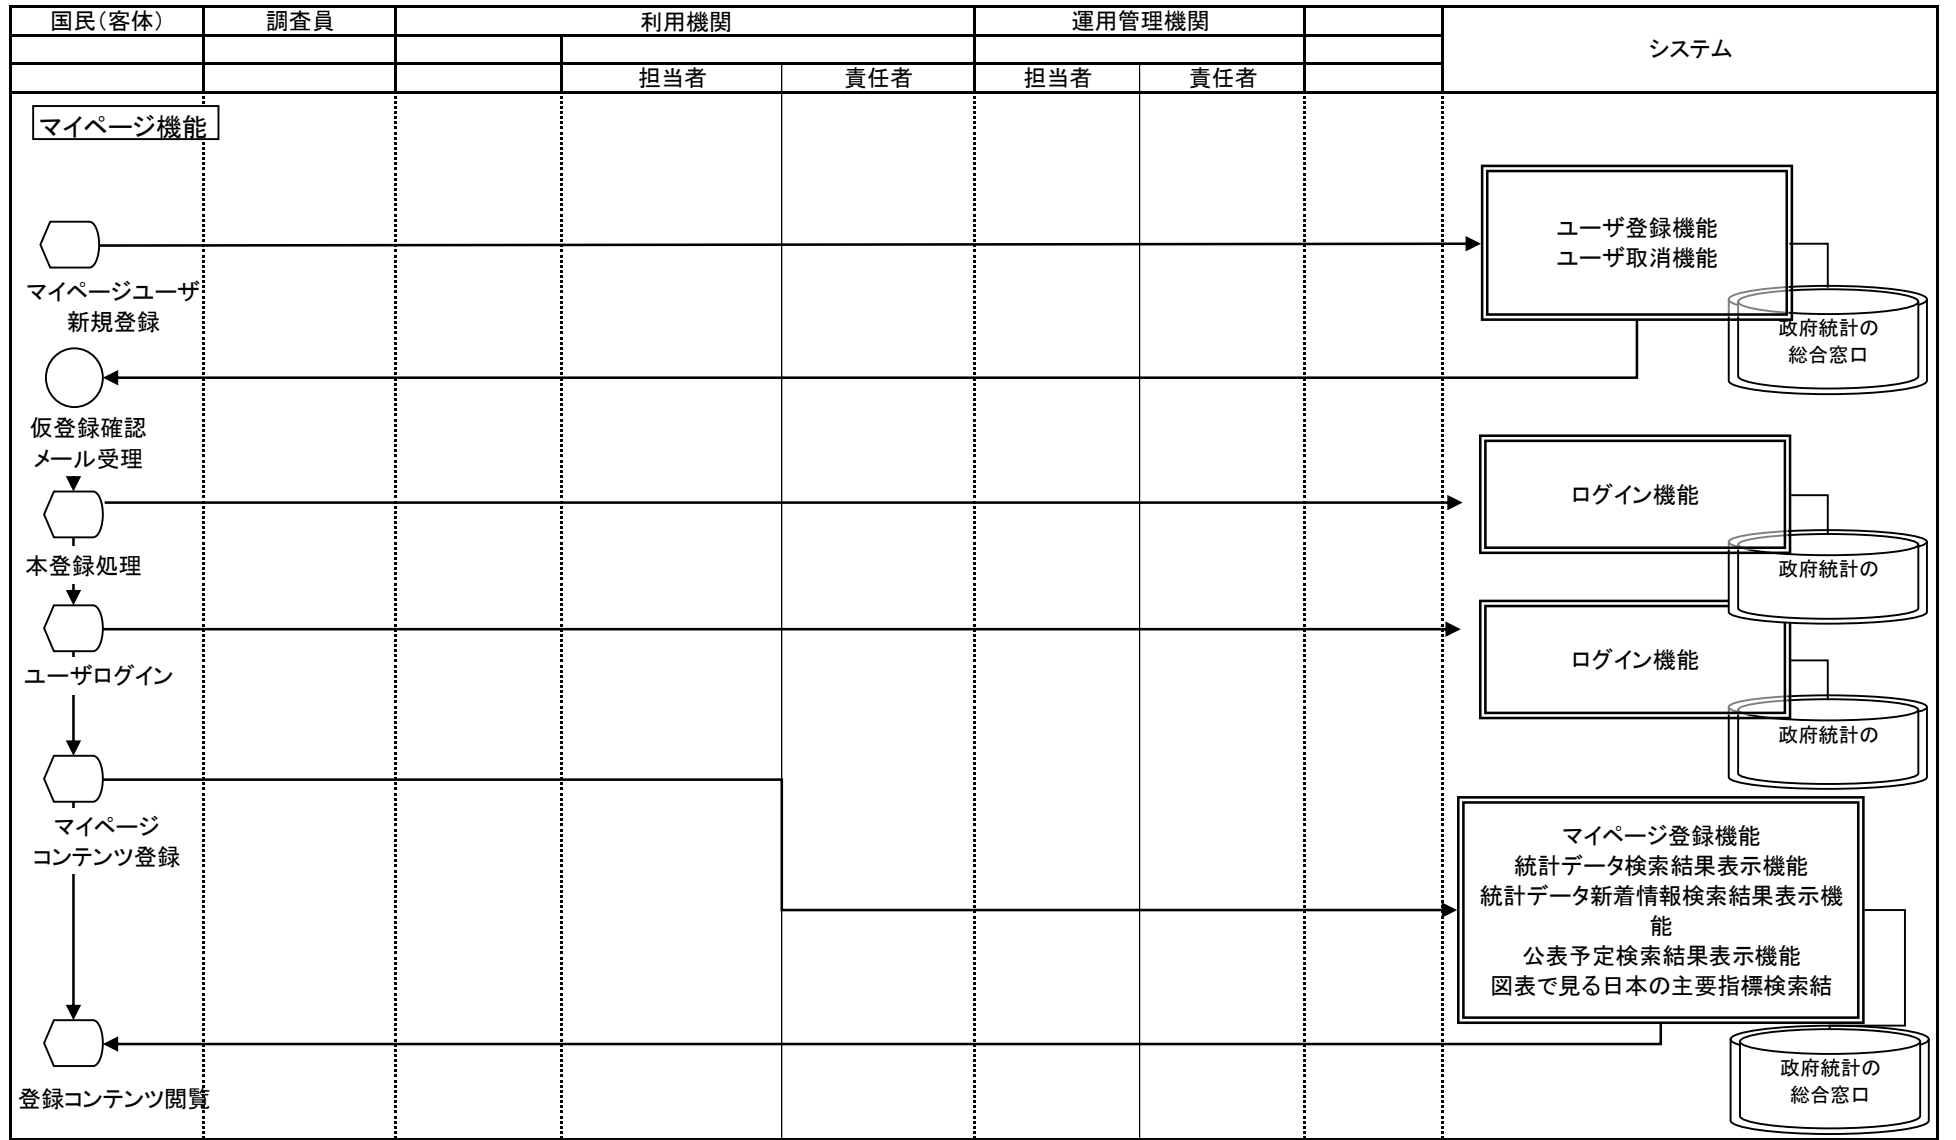 国民(客体)
調査員
利用機関
運用管理機関
システム
担当者
責任者
担当者
責任者
マイページ機能
ユーザ登録機能
ユーザ取消機能
マイページユーザ
新規登録
政府統計の
総合窓口
仮登録確認
メール受理
ログイン機能
本登録処理
政府統計の
ログイン機能
ユーザログイン
政府統計の
マイページ
コンテンツ登録
マイページ登録機能
統計データ検索結果表示機能
統計データ新着情報検索結果表示機
能
公表予定検索結果表示機能
図表で見る日本の主要指標検索結
政府統計の
総合窓口
登録コンテンツ閲覧